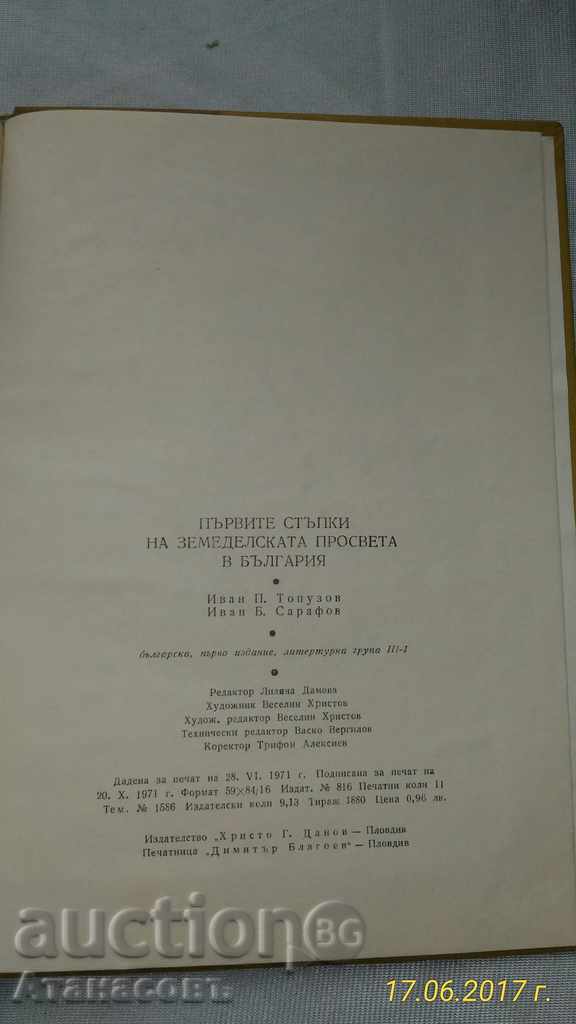 ПЪРВИТЕ СТЪПКИ
НА ЗЕМЕДЕЛСКАТА ПРОСВЕТА
В БЪЛГАРИЯ
Иван П. Топузов
Иван Б. Сарафов
българска, първо издание, литертурна група III-I
Редактор Лиляна Дамова
Художник Веселин Христов
Худож. редактор Веселин Христов
Технически редактор Васко Вергилов
Коректор Трифон Алексиев
Дадена за печат на 28. VI. 1971 г. Подписана за печат на
20. X. 1971 г. Формат 59×84/16 Издат. № 816 Печатни коли 11
Тем. № 1586 Издателски коли 9,13 Тираж 1880 Цена 0,96 лв.
Издателство „Христо Г. Данов — Пловдив
Печатница „Димитър Благоев“ — Пловдив
auction BG
Атанасовъ
17.06.2017 г.